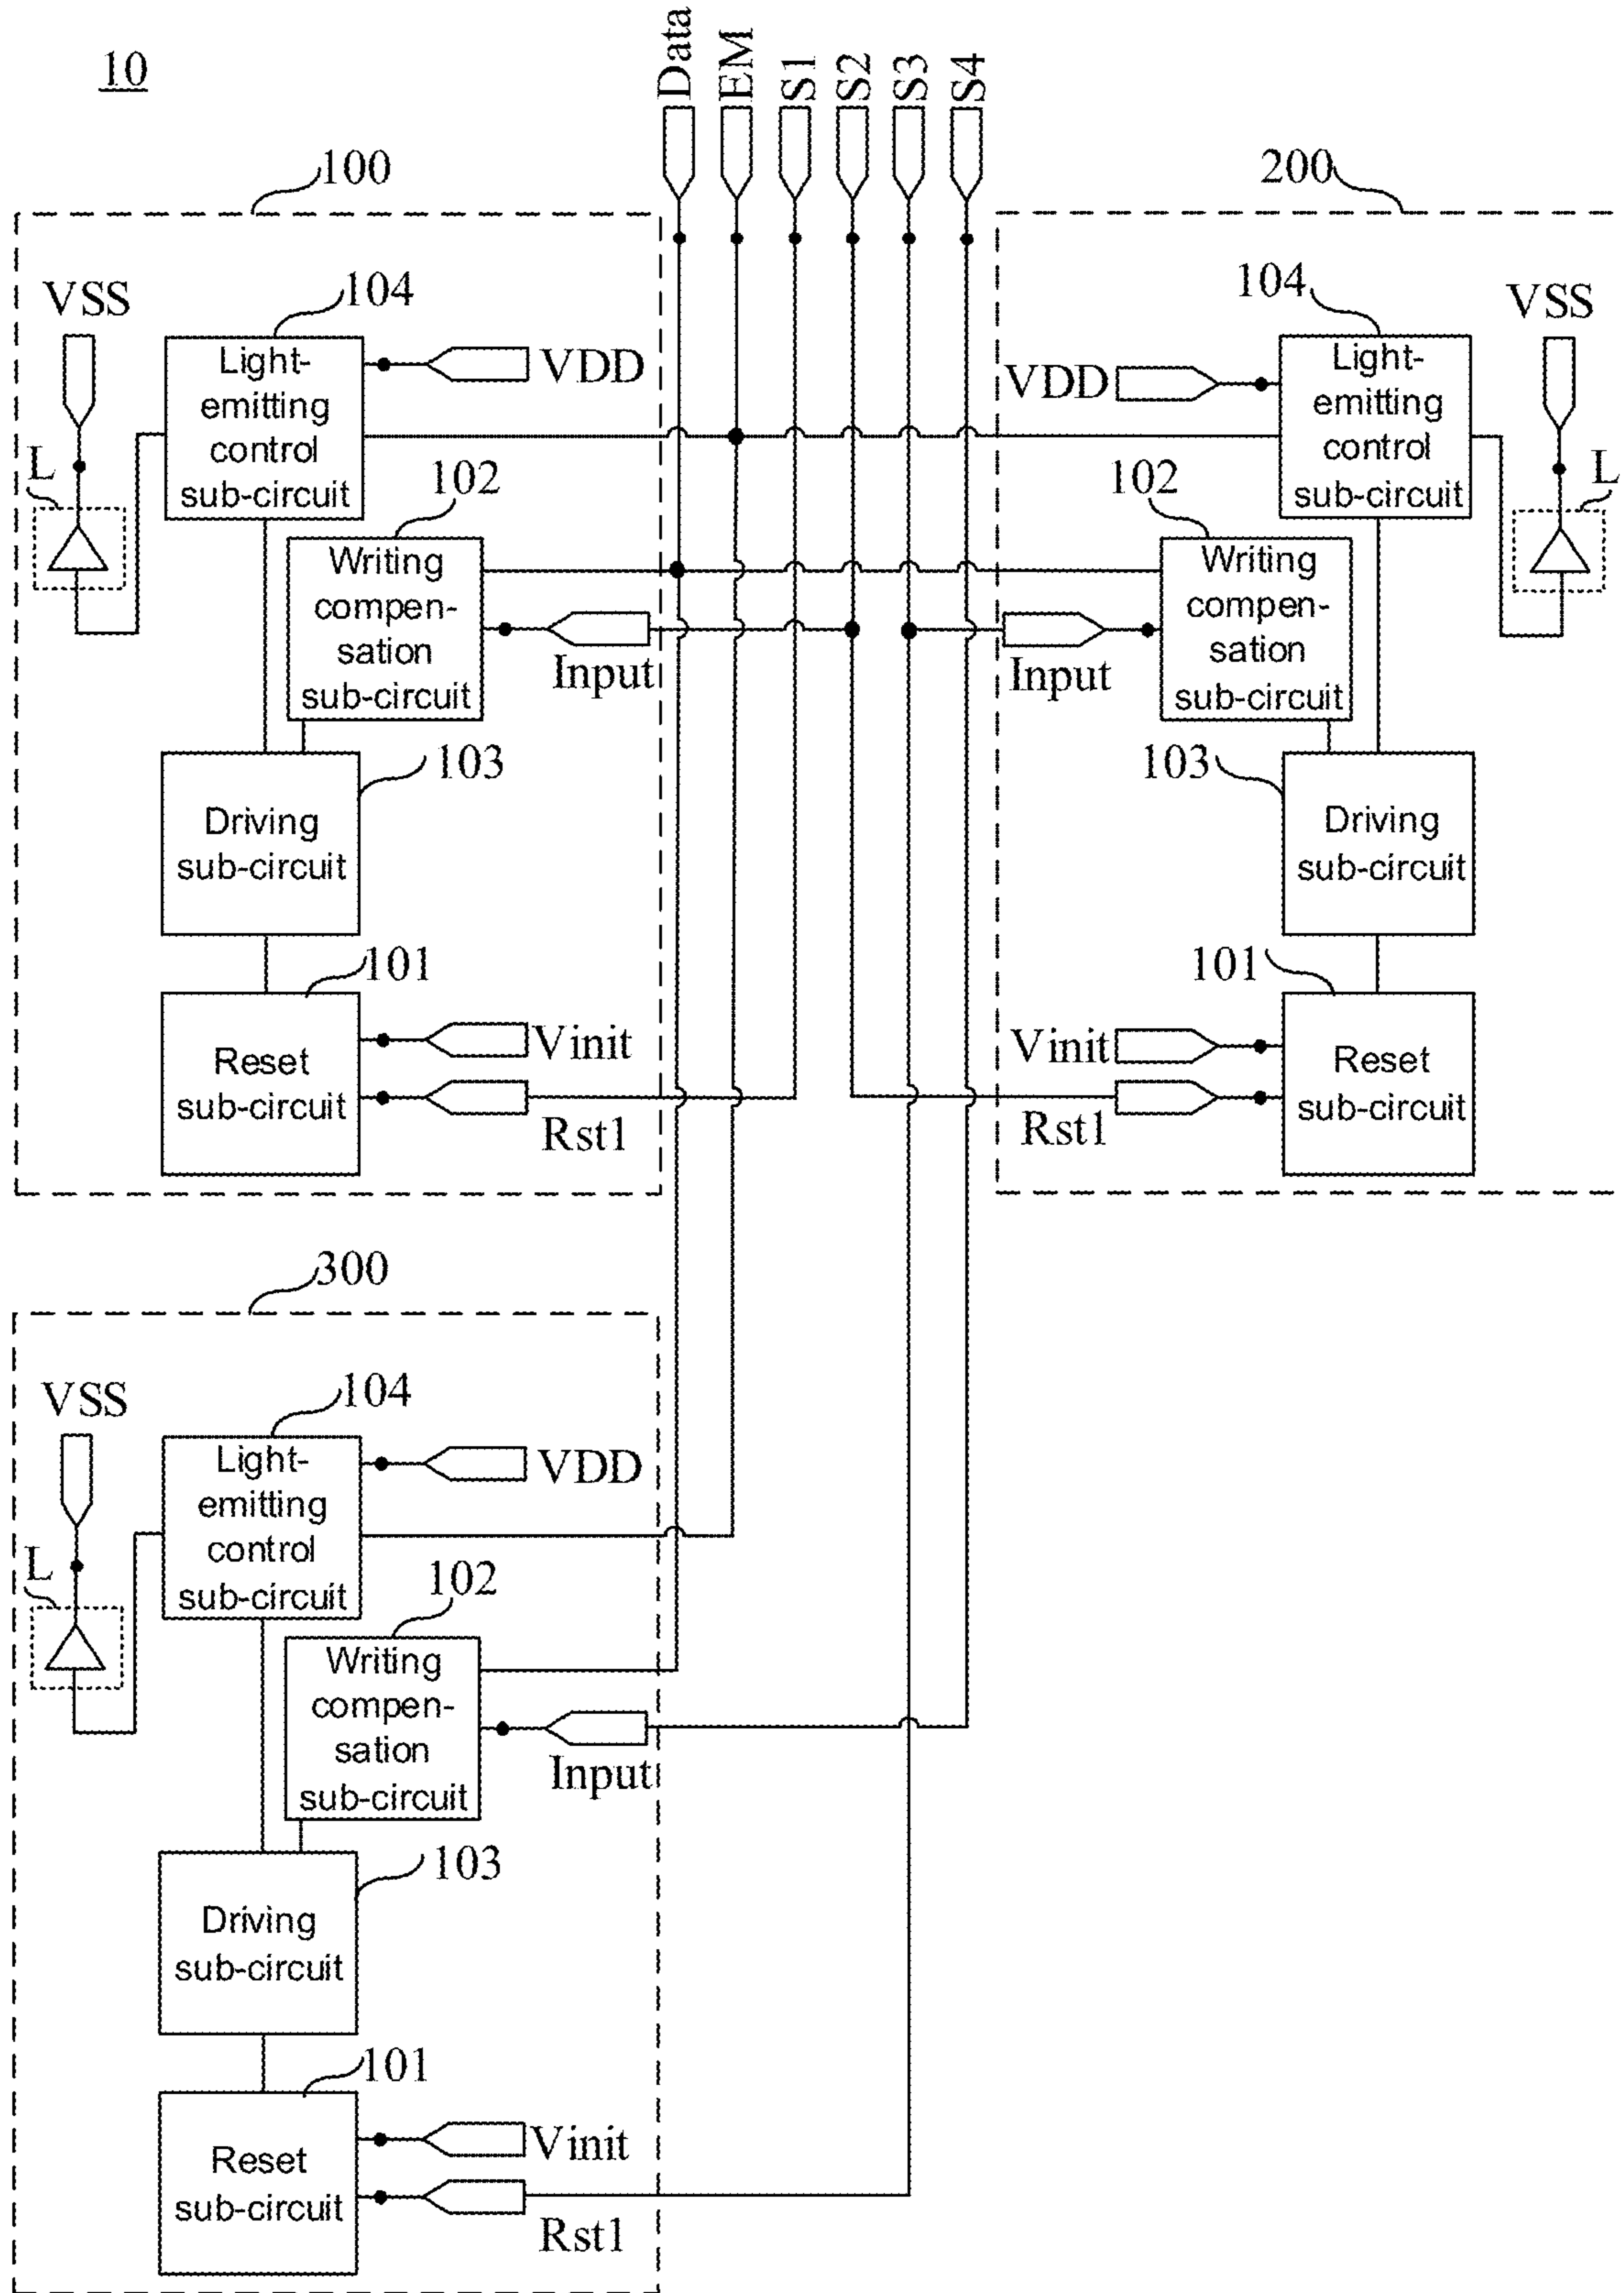 10
Data
EM
S1
S2
S3
S4
100
200
VSS
104
Light-
emitting
control
sub-circuit
VDD
L
102
Writing
compen-
sation
sub-circuit
Input
103
Driving
sub-circuit
101
Reset
sub-circuit
Vinit
Rst1
104
VSS
VDD
Light-
emitting
control
sub-circuit
L
102
Writing
compen-
sation
sub-circuit
Input
103
Driving
sub-circuit
101
Vinit
Reset
sub-circuit
Rst1
300
VSS
104
Light-
emitting
control
sub-circuit
VDD
L
102
Writing
compen-
sation
sub-circuit
Input
103
Driving
sub-circuit
101
Reset
sub-circuit
Vinit
Rst1